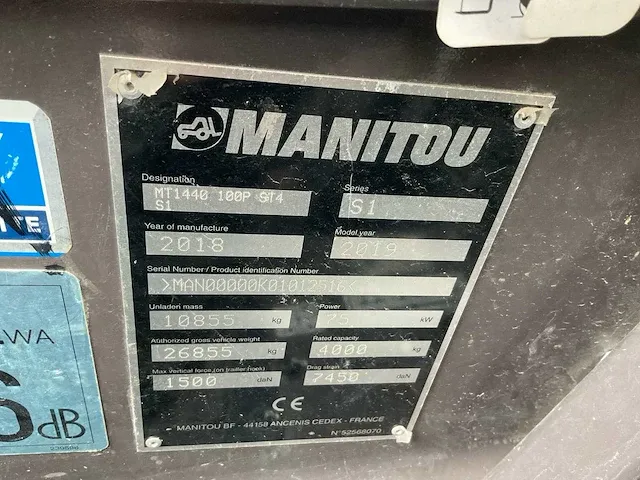 MANITOU
Designation
MT1440 100P ST4
S1
Series
S1
Year of manufacture
2018
Model year
2019
Serial Number / Product identification Number
>MAN00000K01012516
Unladen mass
10855 kg
Power
kW
Authorized gross vehicle weight
26855 kg
Rated capacity
4000 kg
Max vertical force (on trailer hook)
1500 daN
Drag strain
7450 daN
CE
MANITOU BF - 44158 ANCENIS CEDEX - FRANCE
N°52568070
WA
6 dB